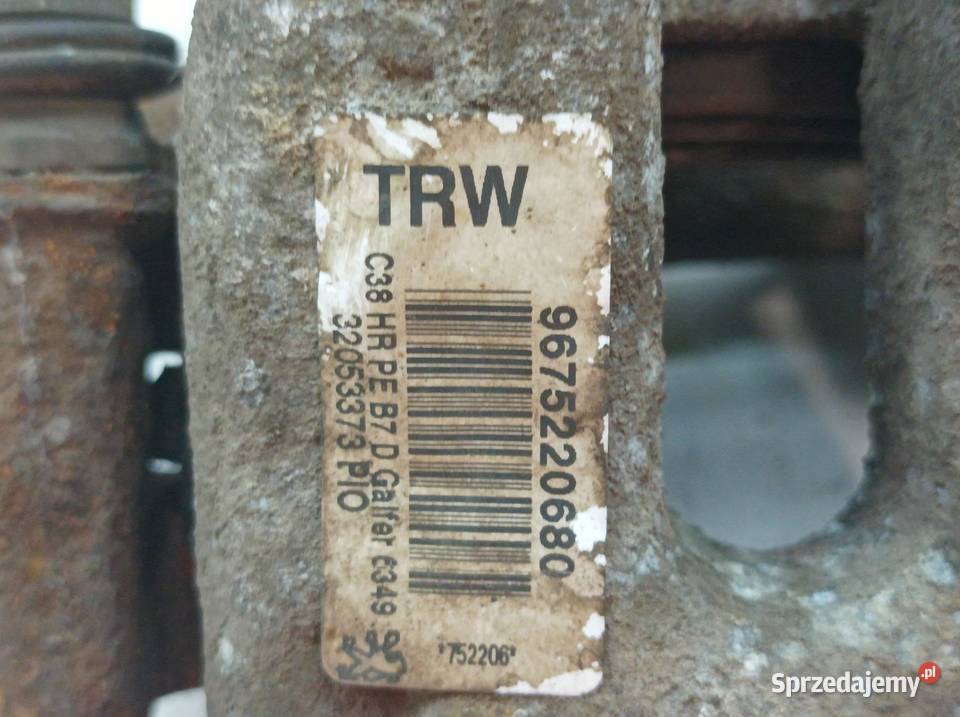 TRW
9675220680
C38 HR PE B7 D Galfer 6349
32053373 PIO
*752206*
Sprzedajemy.pl